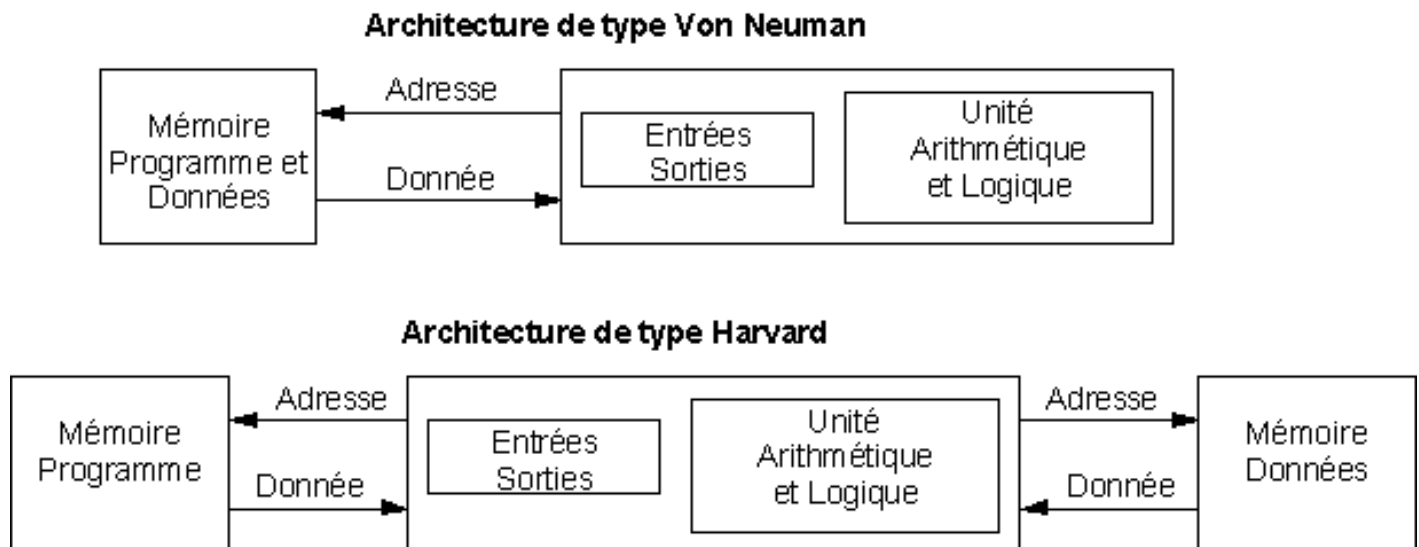 Architecture de type Von Neuman
Mémoire
Programme et
Données
Adresse
Donnée
Entrées
Sorties
Unité
Arithmétique
et Logique
Architecture de type Harvard
Mémoire
Programme
Adresse
Donnée
Entrées
Sorties
Unité
Arithmétique
et Logique
Adresse
Donnée
Mémoire
Données